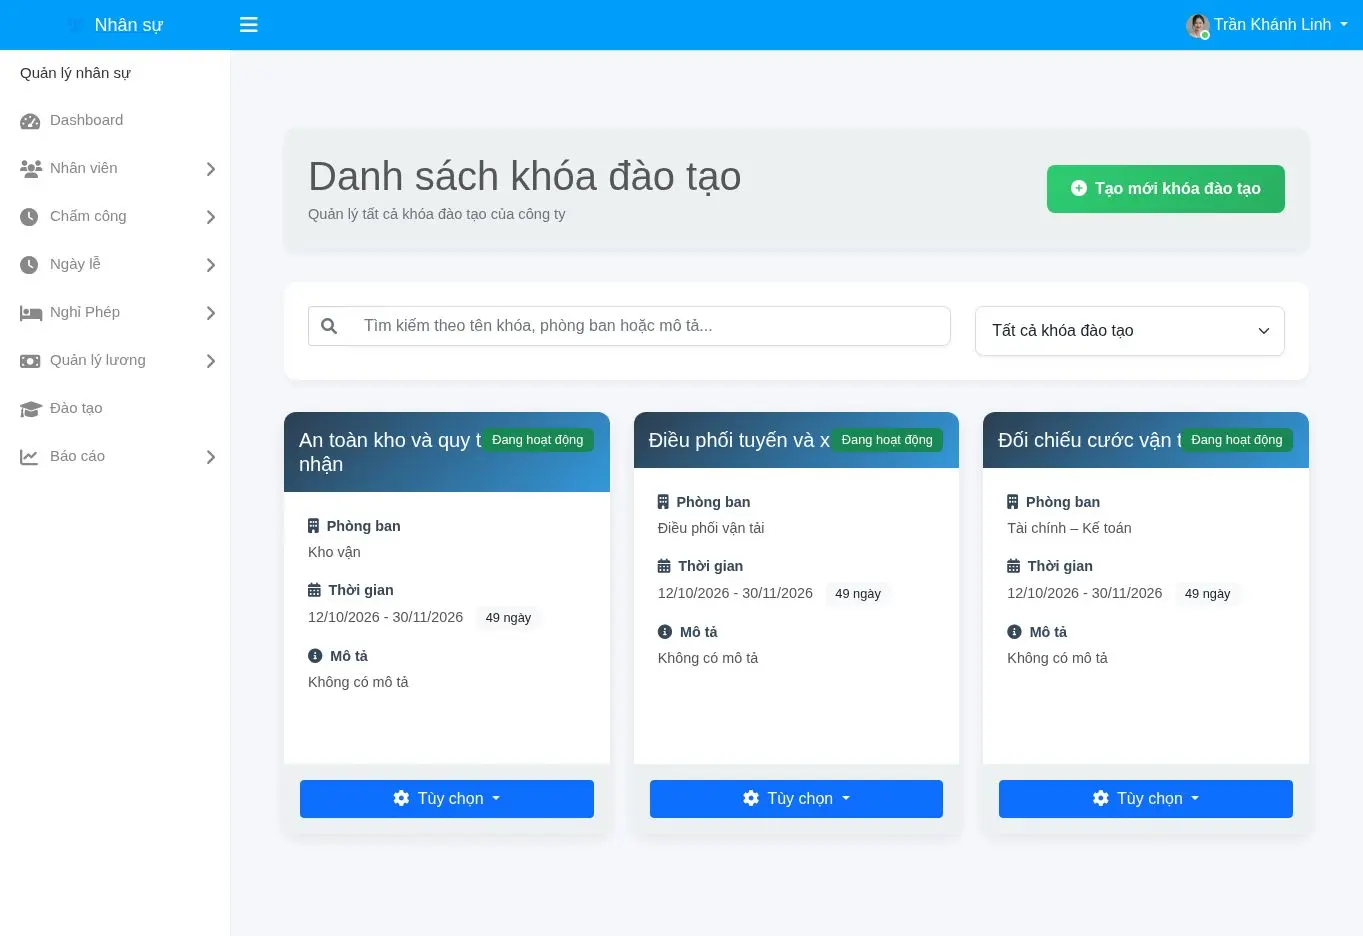 Nhân sự
Trần Khánh Linh
Quản lý nhân sự
Dashboard
Nhân viên
Chấm công
Ngày lễ
Nghỉ Phép
Quản lý lương
Đào tạo
Báo cáo
Danh sách khóa đào tạo
Quản lý tất cả khóa đào tạo của công ty
Tạo mới khóa đào tạo
Tìm kiếm theo tên khóa, phòng ban hoặc mô tả...
Tất cả khóa đào tạo
An toàn kho và quy
nhận
Đang hoạt động
Phòng ban
Kho vận
Thời gian
12/10/2026 - 30/11/2026 49 ngày
Mô tả
Không có mô tả
Tùy chọn
Điều phối tuyến và
Đang hoạt động
Phòng ban
Điều phối vận tải
Thời gian
12/10/2026 - 30/11/2026 49 ngày
Mô tả
Không có mô tả
Tùy chọn
Đối chiếu cước vận
Đang hoạt động
Phòng ban
Tài chính – Kế toán
Thời gian
12/10/2026 - 30/11/2026 49 ngày
Mô tả
Không có mô tả
Tùy chọn